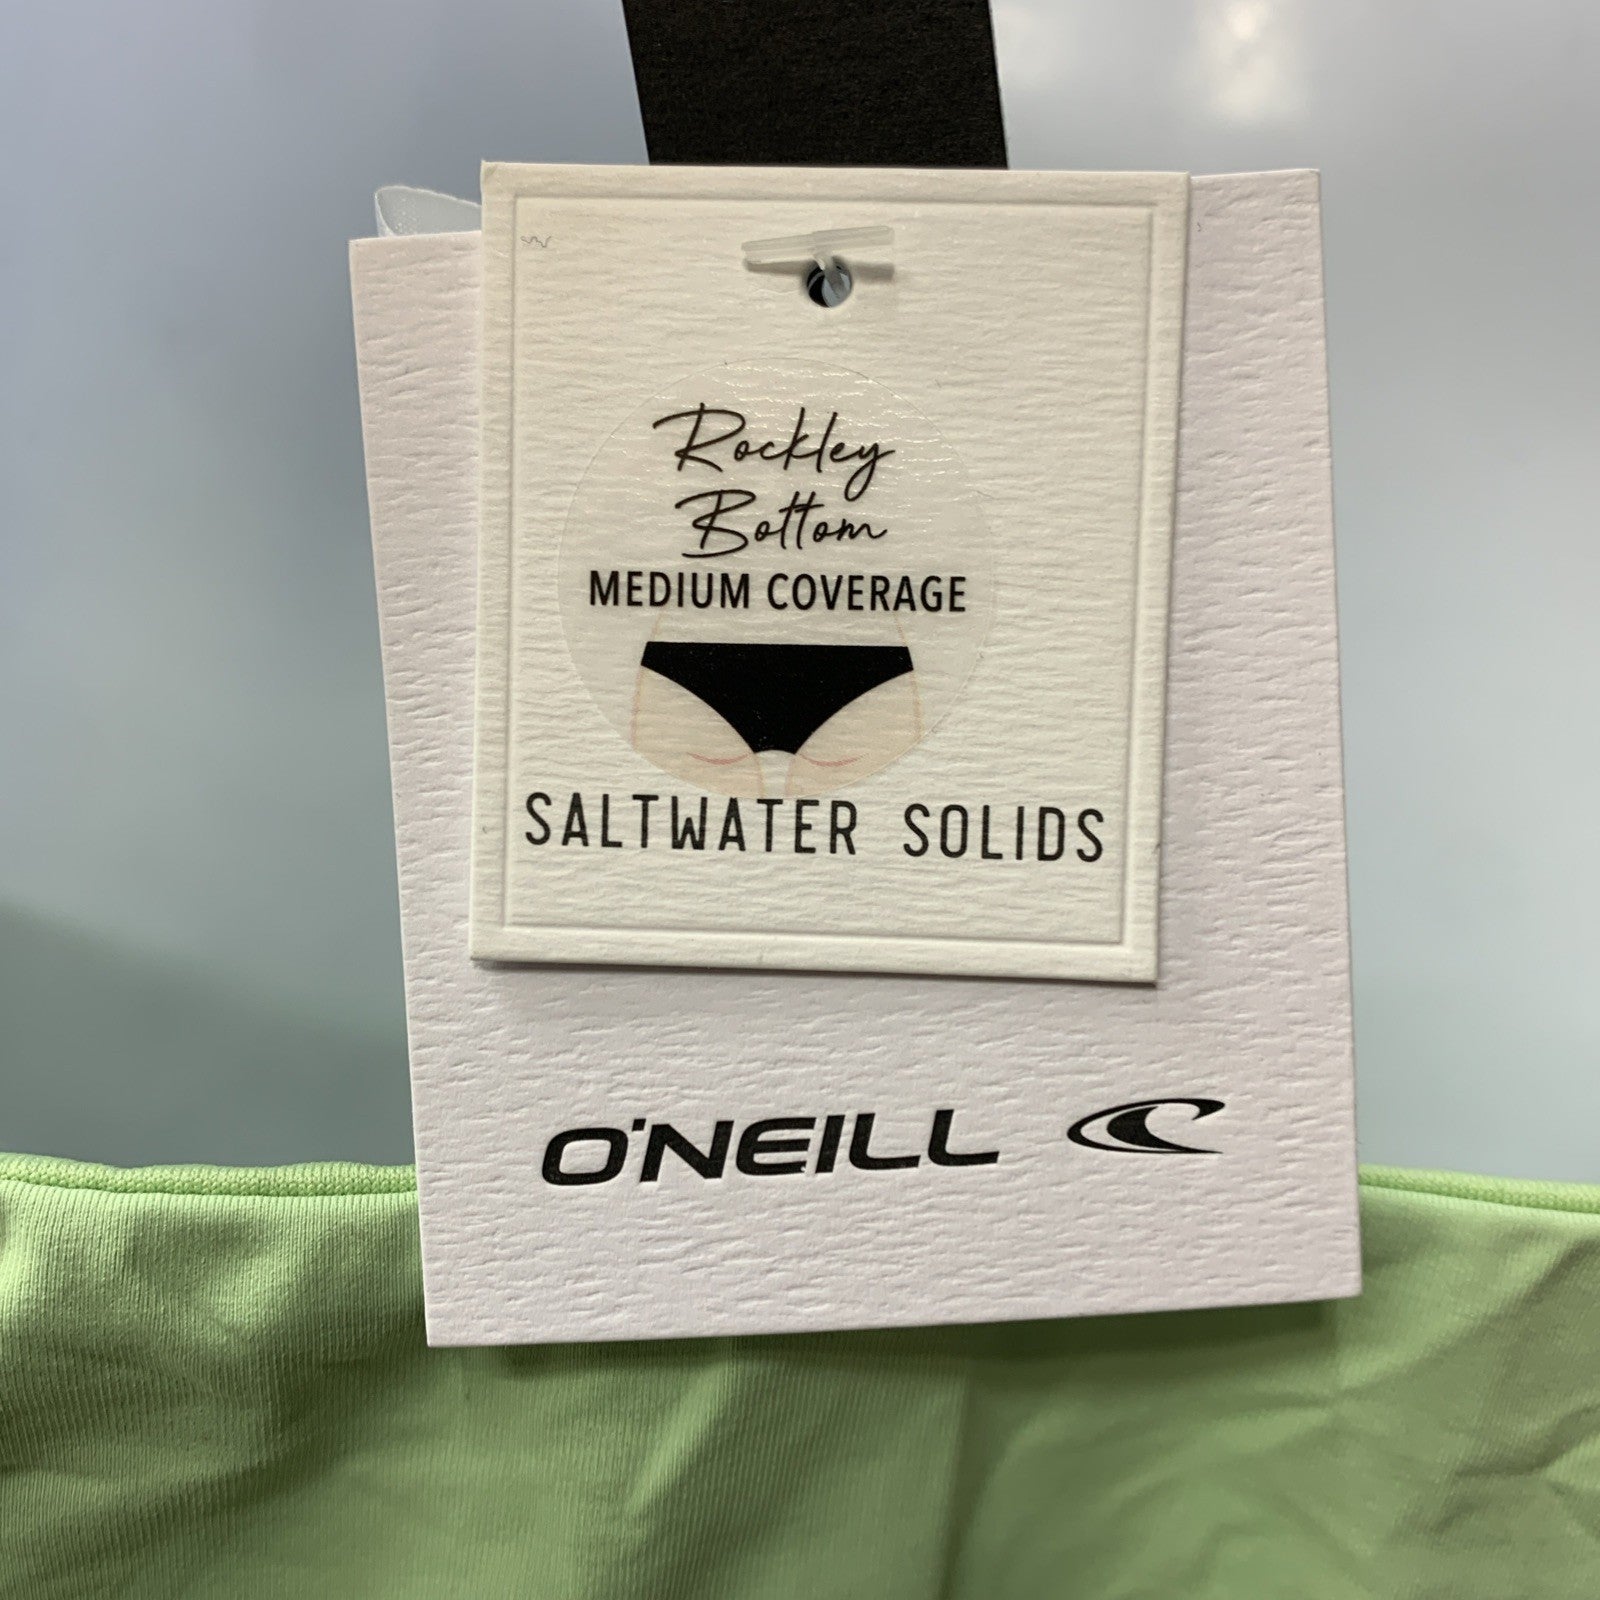 Rockley
Bottom
MEDIUM COVERAGE
SALTWATER SOLIDS
O'NEILL